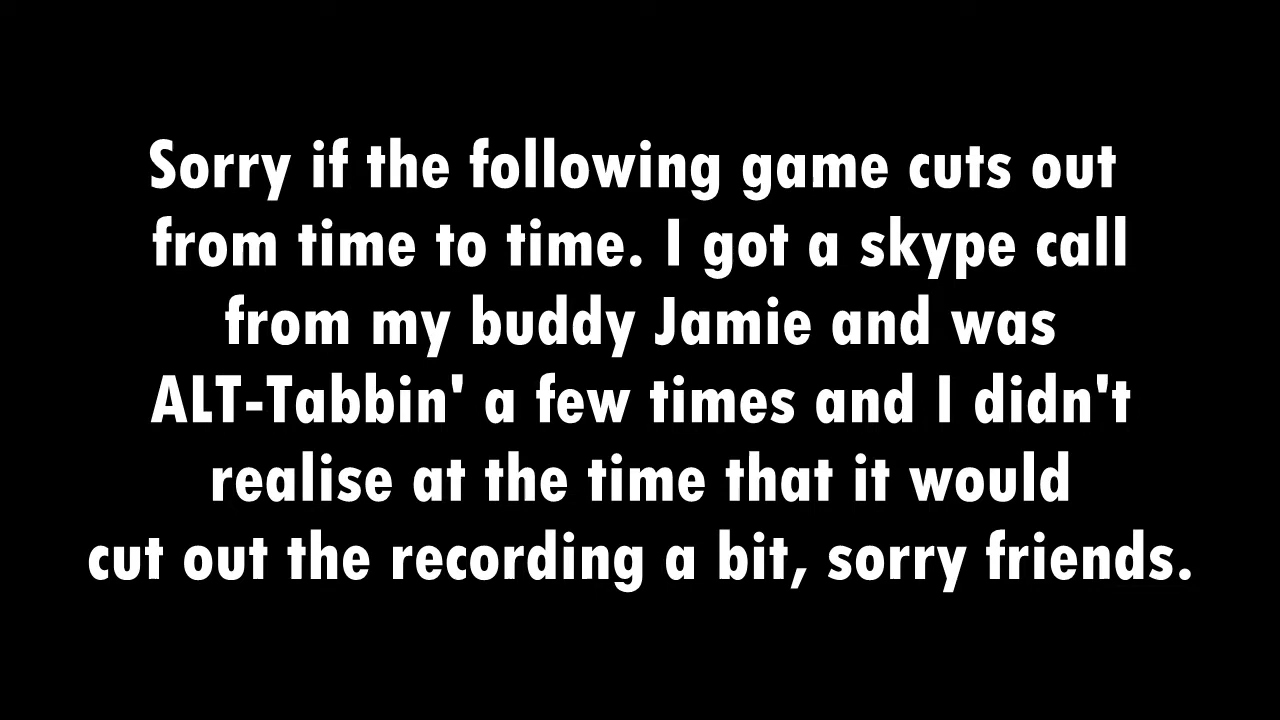 Sorry if the following game cuts out
from time to time. I got a skype call
from my buddy Jamie and was
ALT-Tabbin' a few times and I didn't
realise at the time that it would
cut out the recording a bit, sorry friends.